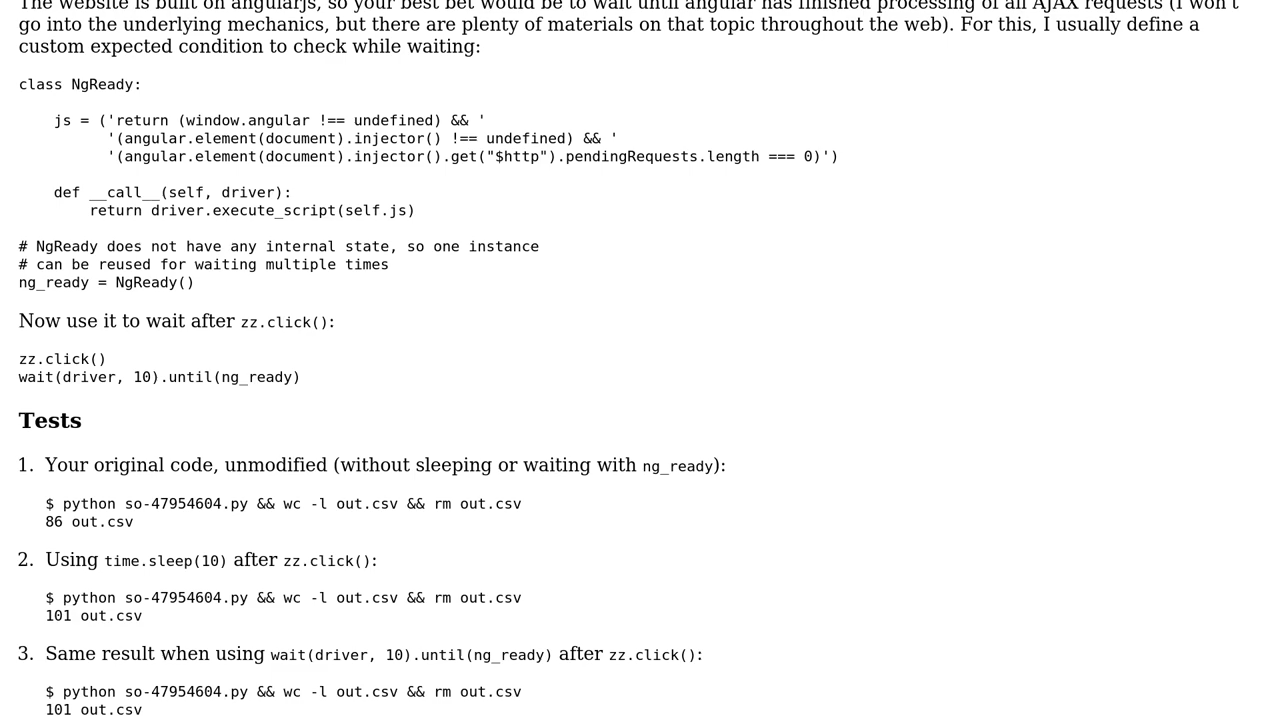 The website is built on angularjs, so your best bet would be to wait until angular has finished processing of all AJAX requests (I won't
go into the underlying mechanics, but there are plenty of materials on that topic throughout the web). For this, I usually define a
custom expected condition to check while waiting:
class NgReady:
    js = ('return (window.angular !== undefined) && '
          '(angular.element(document).injector() !== undefined) && '
          '(angular.element(document).injector().get("$http").pendingRequests.length === 0)')
    def __call__(self, driver):
        return driver.execute_script(self.js)
# NgReady does not have any internal state, so one instance
# can be reused for waiting multiple times
ng_ready = NgReady()
Now use it to wait after zz.click():
zz.click()
wait(driver, 10).until(ng_ready)
Tests
1. Your original code, unmodified (without sleeping or waiting with ng_ready):
$ python so-47954604.py && wc -l out.csv && rm out.csv
86 out.csv
2. Using time.sleep(10) after zz.click():
$ python so-47954604.py && wc -l out.csv && rm out.csv
101 out.csv
3. Same result when using wait(driver, 10).until(ng_ready) after zz.click():
$ python so-47954604.py && wc -l out.csv && rm out.csv
101 out.csv